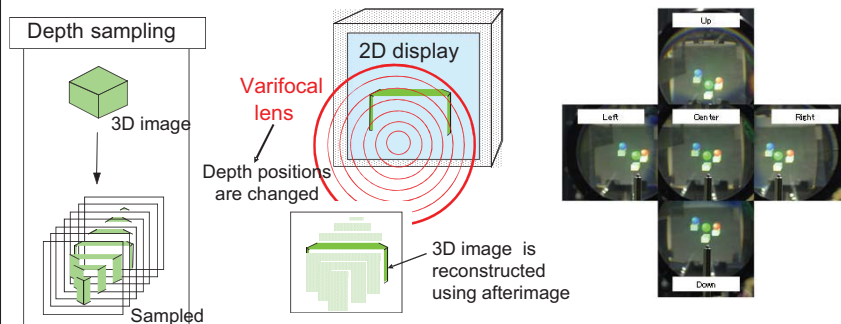 Depth sampling
3D image
Sampled
2D display
Varifocal
lens
Depth positions
are changed
3D image is
reconstructed
using afterimage
Up
Left
Center
Right
Down